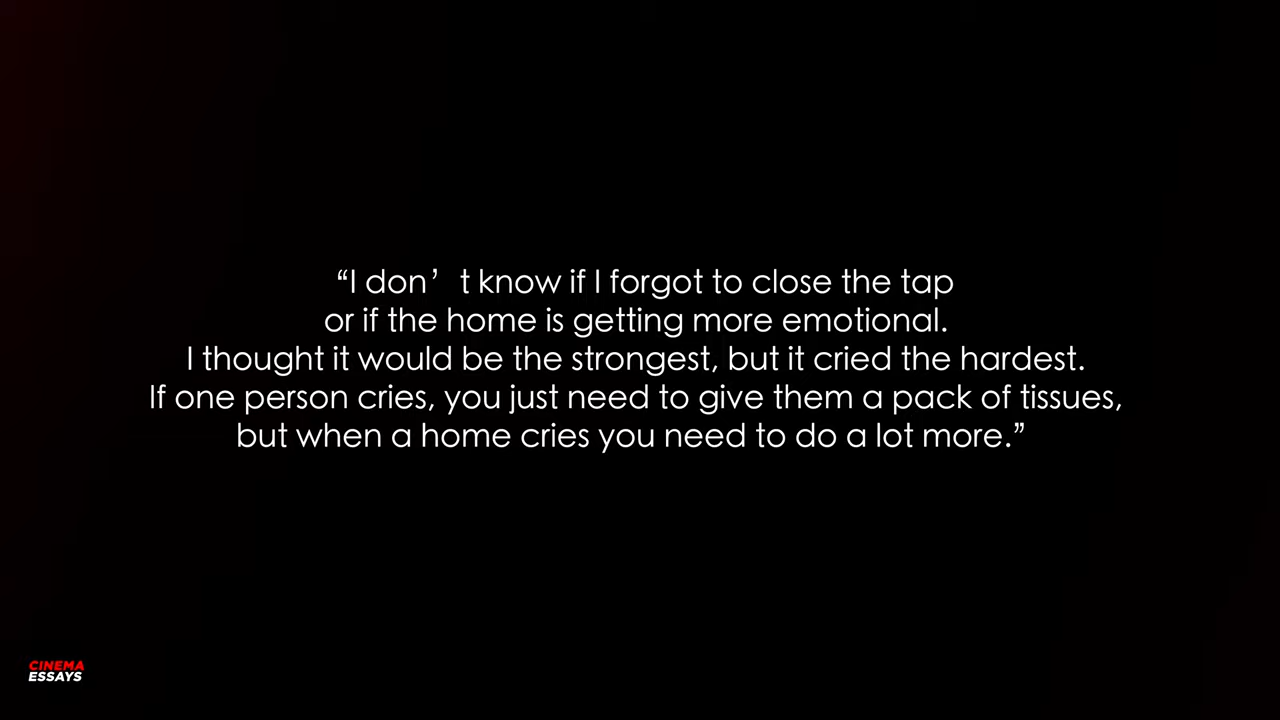 “I don’t know if I forgot to close the tap
or if the home is getting more emotional.
I thought it would be the strongest, but it cried the hardest.
If one person cries, you just need to give them a pack of tissues,
but when a home cries you need to do a lot more.”
CINEMA
ESSAYS